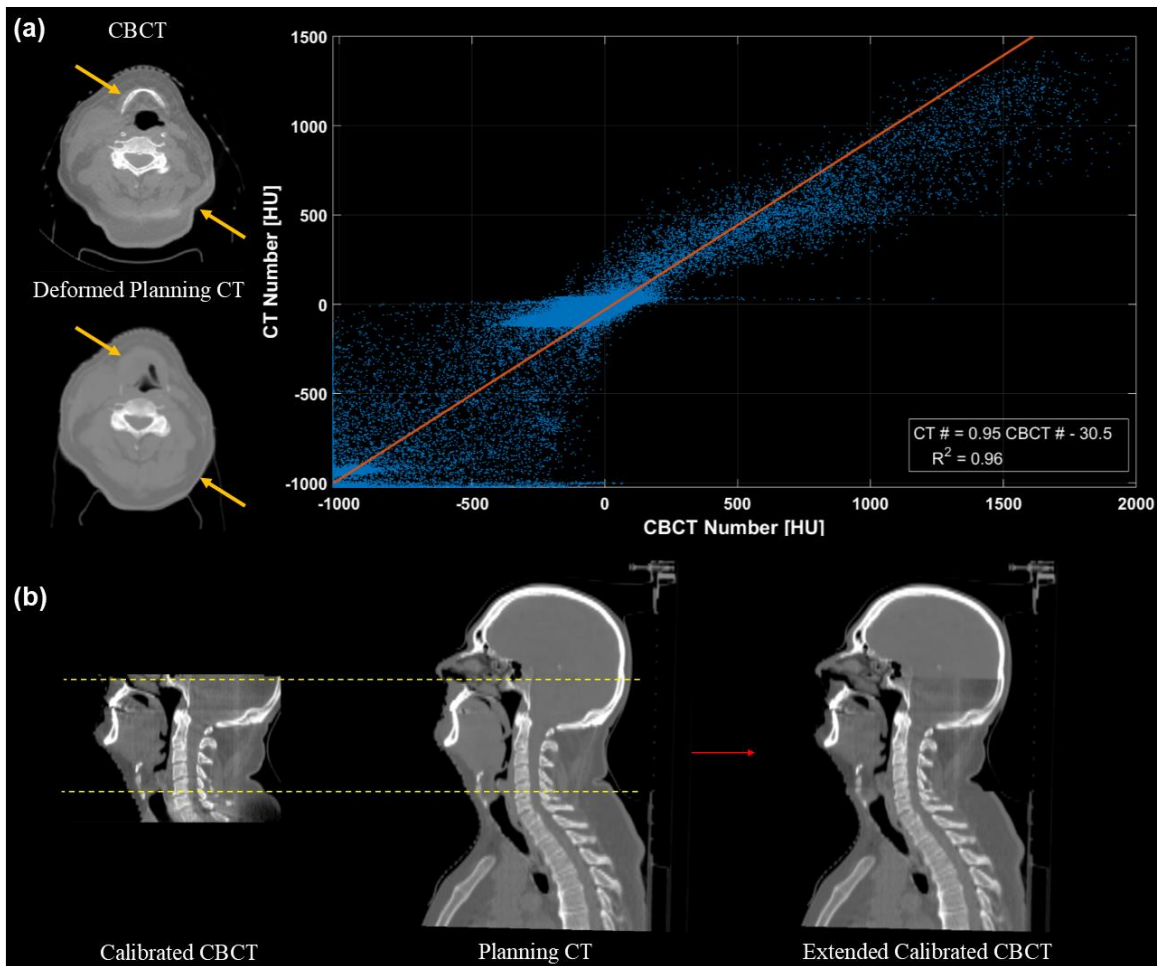 (a)
CBCT
Deformed Planning CT
1500
1000
500
0
-500
-1000
CT Number [HU]
-1000
-500
0
500
1000
1500
2000
CBCT Number [HU]
CT # = 0.95 CBCT # - 30.5
R² = 0.96
(b)
Calibrated CBCT
Planning CT
Extended Calibrated CBCT